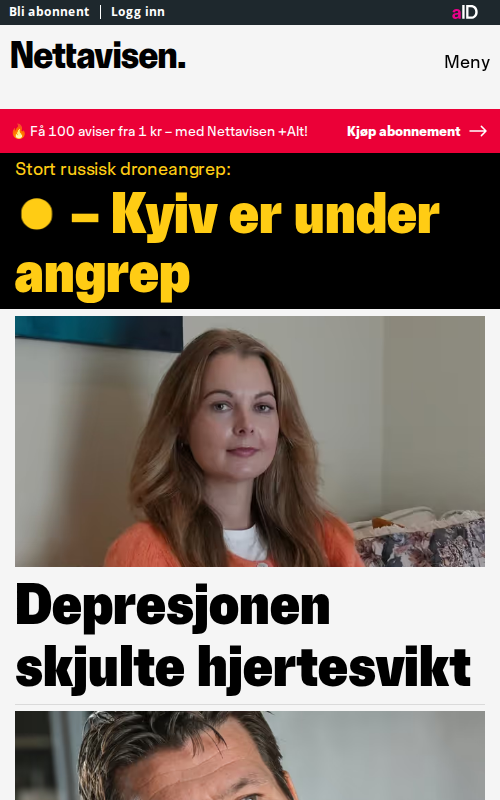 Bli abonnent | Logg inn
aID
Nettavisen.
Meny
🔥 Få 100 aviser fra 1 kr – med Nettavisen +Alt!
Kjøp abonnement →
Stort russisk droneangrep:
● – Kyiv er under
angrep
Depresjonen
skjulte hjertesvikt